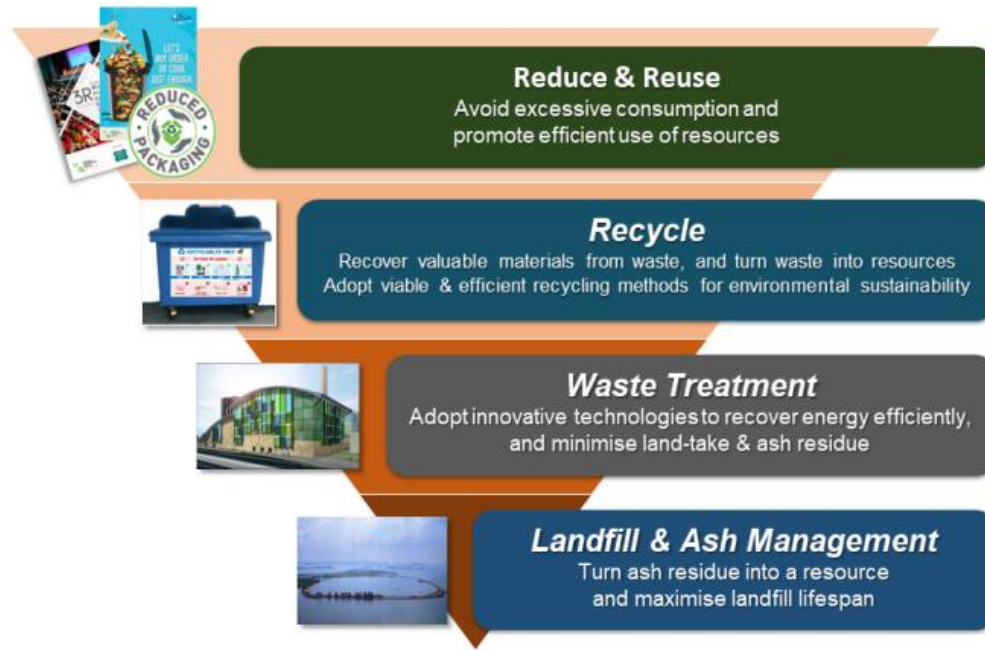 LET'S
BUY, ORDER
OR COOK
JUST ENOUGH.
3R
REDUCED
PACKAGING
Reduce & Reuse
Avoid excessive consumption and
promote efficient use of resources
RECYCLABLES ONLY
Recycle
Recover valuable materials from waste, and turn waste into resources
Adopt viable & efficient recycling methods for environmental sustainability
Waste Treatment
Adopt innovative technologies to recover energy efficiently,
and minimise land-take & ash residue
Landfill & Ash Management
Turn ash residue into a resource
and maximise landfill lifespan